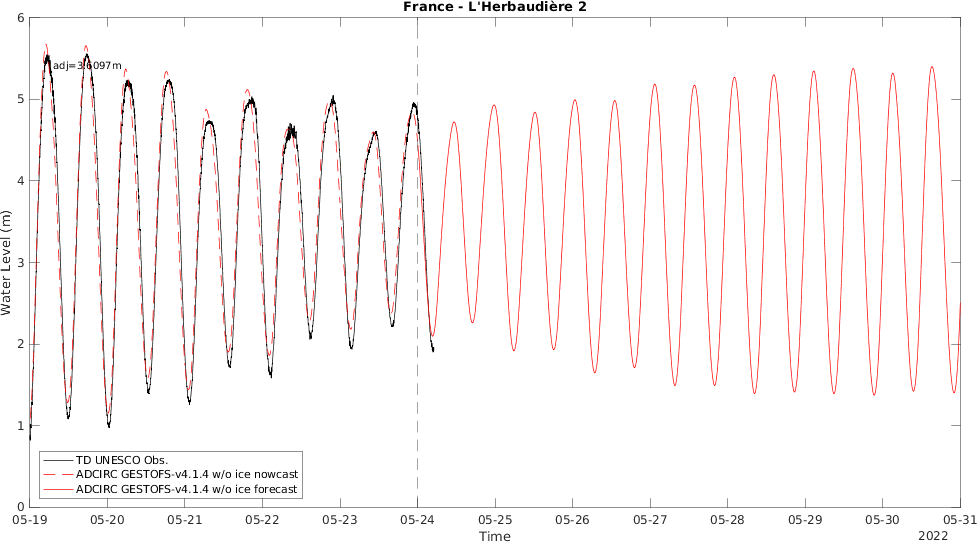 France - L'Herbaudière 2
6
adj=3.6097m
5
4
3
2
1
0
Water Level (m)
TD UNESCO Obs.
ADCIRC GESTOFS-v4.1.4 w/o ice nowcast
ADCIRC GESTOFS-v4.1.4 w/o ice forecast
05-19 05-20 05-21 05-22 05-23 05-24 05-25 05-26 05-27 05-28 05-29 05-30 05-31
Time
2022